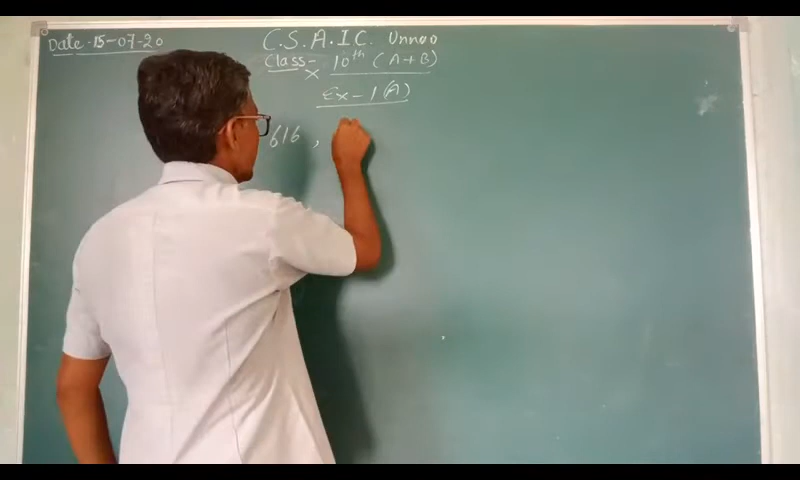 Date-15-07-20
C.S.A.I.C. Unnao
Class- 10th (A+B)
x
Ex-1(A)
616 ,